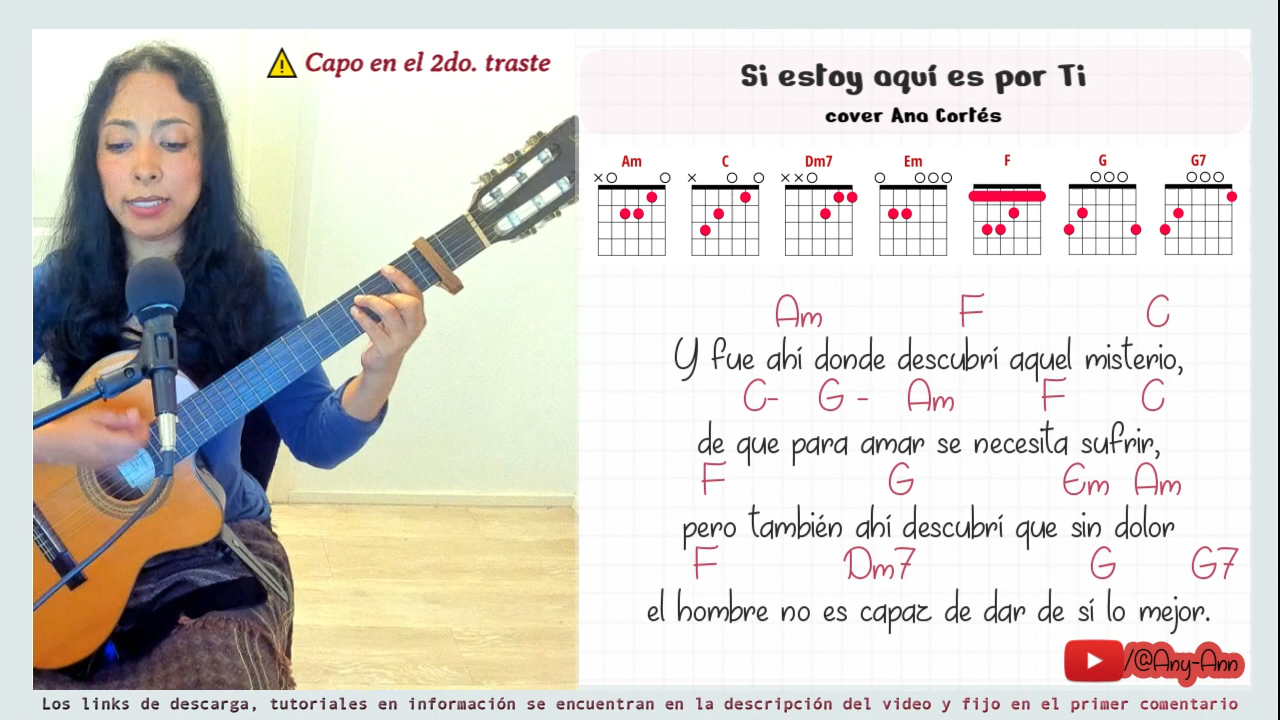 Capo en el 2do. traste
Si estoy aquí es por Ti
cover Ana Cortés
Am C Dm7 Em F G G7
Am F C
Y fue ahí donde descubrí aquel misterio,
C- G - Am F C
de que para amar se necesita sufrir,
F G Em Am
pero también ahí descubrí que sin dolor
F Dm7 G G7
el hombre no es capaz de dar de sí lo mejor.
/@Any-Ann
Los links de descarga, tutoriales en información se encuentran en la descripción del video y fijo en el primer comentario